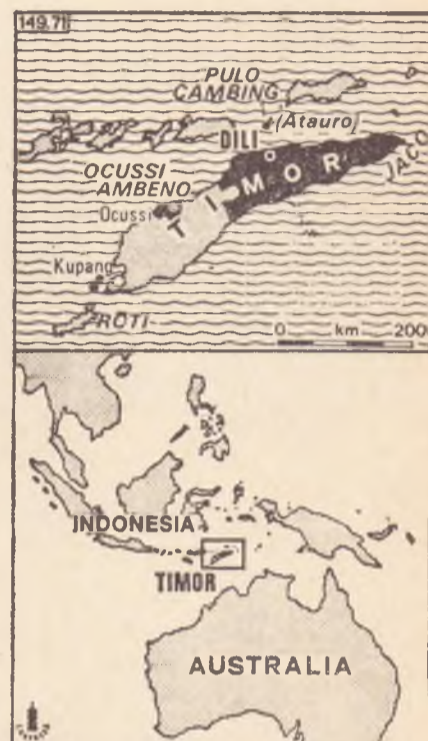 149.71
PULO
CAMBING
(Atauro)
DILI
JACO
OCUSSI
AMBENO
TIMOR
Ocussi
Kupang
ROTI
0 km 200
INDONESIA
TIMOR
AUSTRALIA